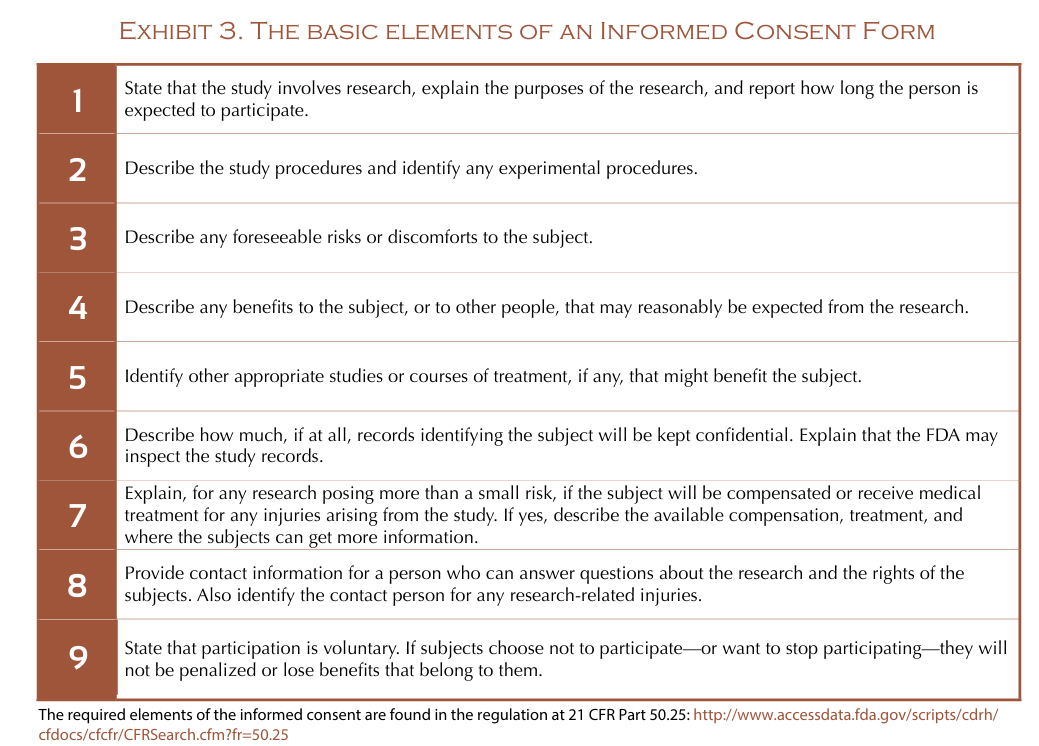 Exhibit 3. The basic elements of an Informed Consent Form
1
State that the study involves research, explain the purposes of the research, and report how long the person is
expected to participate.
2
Describe the study procedures and identify any experimental procedures.
3
Describe any foreseeable risks or discomforts to the subject.
4
Describe any benefits to the subject, or to other people, that may reasonably be expected from the research.
5
Identify other appropriate studies or courses of treatment, if any, that might benefit the subject.
6
Describe how much, if at all, records identifying the subject will be kept confidential. Explain that the FDA may
inspect the study records.
7
Explain, for any research posing more than a small risk, if the subject will be compensated or receive medical
treatment for any injuries arising from the study. If yes, describe the available compensation, treatment, and
where the subjects can get more information.
8
Provide contact information for a person who can answer questions about the research and the rights of the
subjects. Also identify the contact person for any research-related injuries.
9
State that participation is voluntary. If subjects choose not to participate—or want to stop participating—they will
not be penalized or lose benefits that belong to them.
The required elements of the informed consent are found in the regulation at 21 CFR Part 50.25: http://www.accessdata.fda.gov/scripts/cdrh/
cfdocs/cfcfr/CFRSearch.cfm?fr=50.25